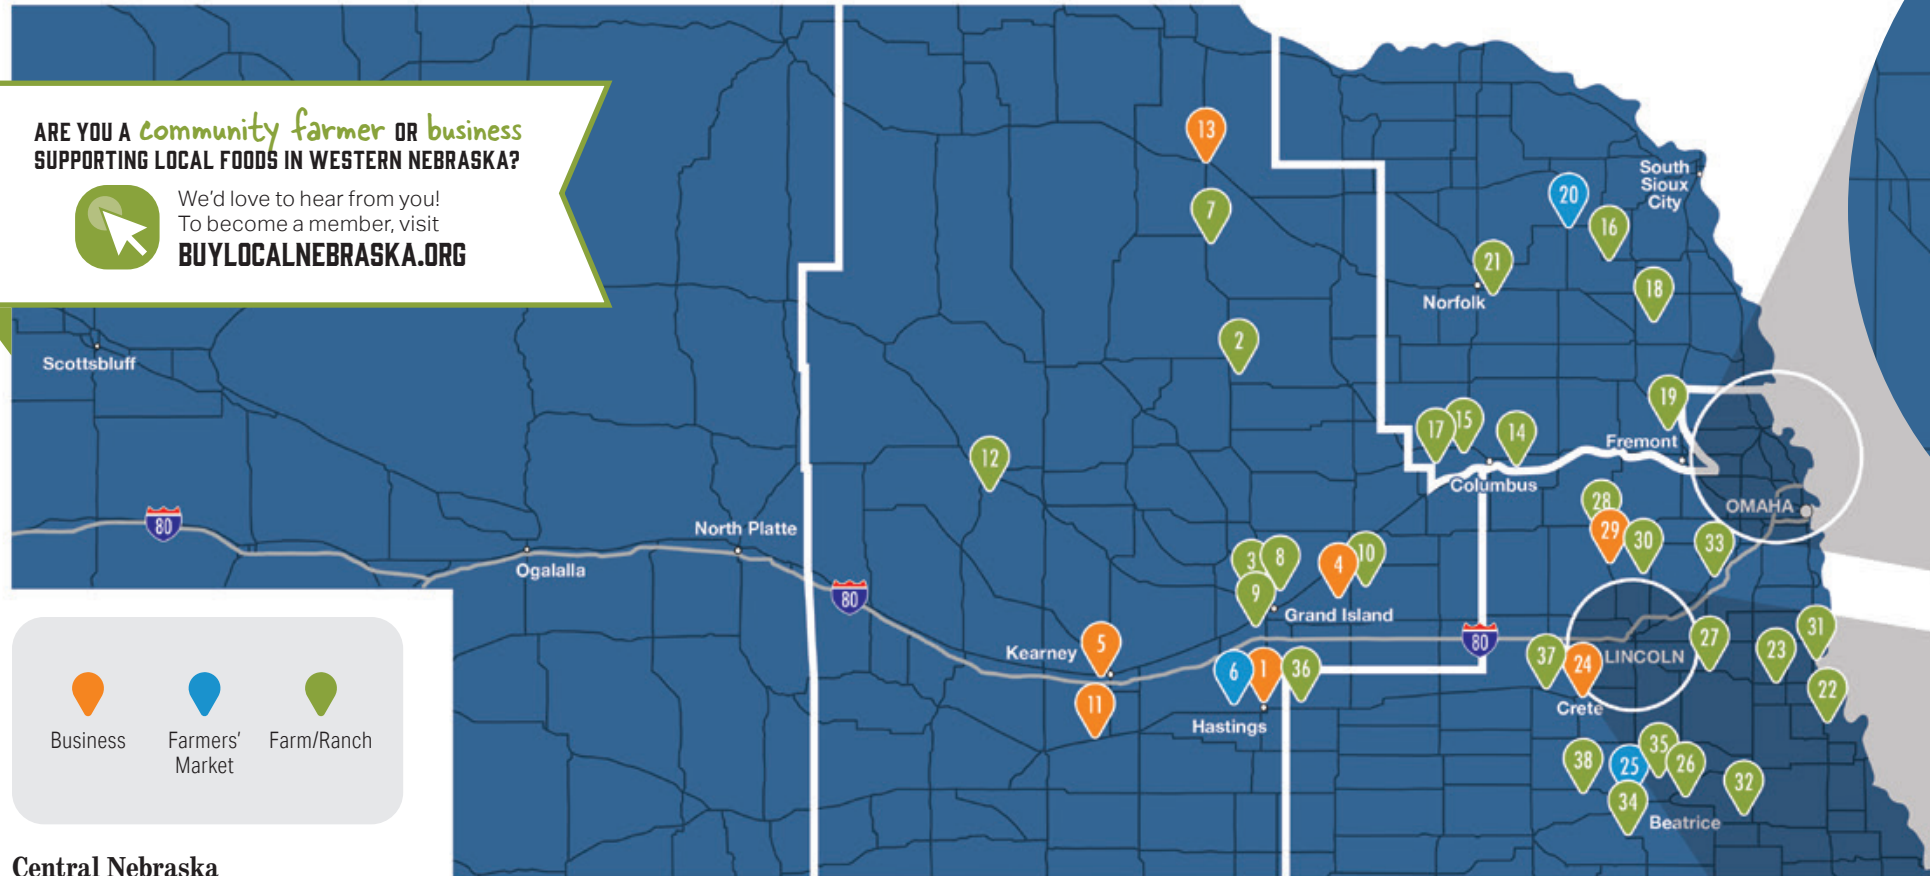 ARE YOU A community farmer OR business
SUPPORTING LOCAL FOODS IN WESTERN NEBRASKA?
We'd love to hear from you!
To become a member, visit
BUYLOCALNEBRASKA.ORG
13
7
20
16
South
Sioux
City
21
Norfolk
18
2
Scottsbluff
19
17
15
14
Fremont
12
Columbus
28
OMAHA
80
North Platte
29
30
33
Ogalalla
3
8
4
10
80
9
Grand Island
5
Kearney
80
31
27
23
37
24
LINCOLN
6
1
36
22
11
Hastings
Crete
Business
Farmers'
Market
Farm/Ranch
38
25
35
26
32
34
Beatrice
Central Nebraska